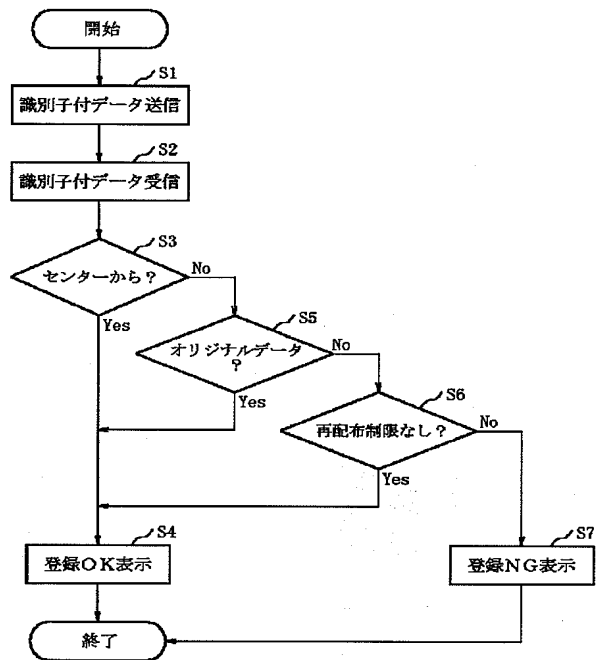 開始
S1
識別子付データ送信
S2
識別子付データ受信
S3
センターから?
No
Yes
S5
オリジナルデータ
?
No
Yes
S6
再配布制限なし?
No
Yes
S4
登録OK表示
S7
登録NG表示
終了